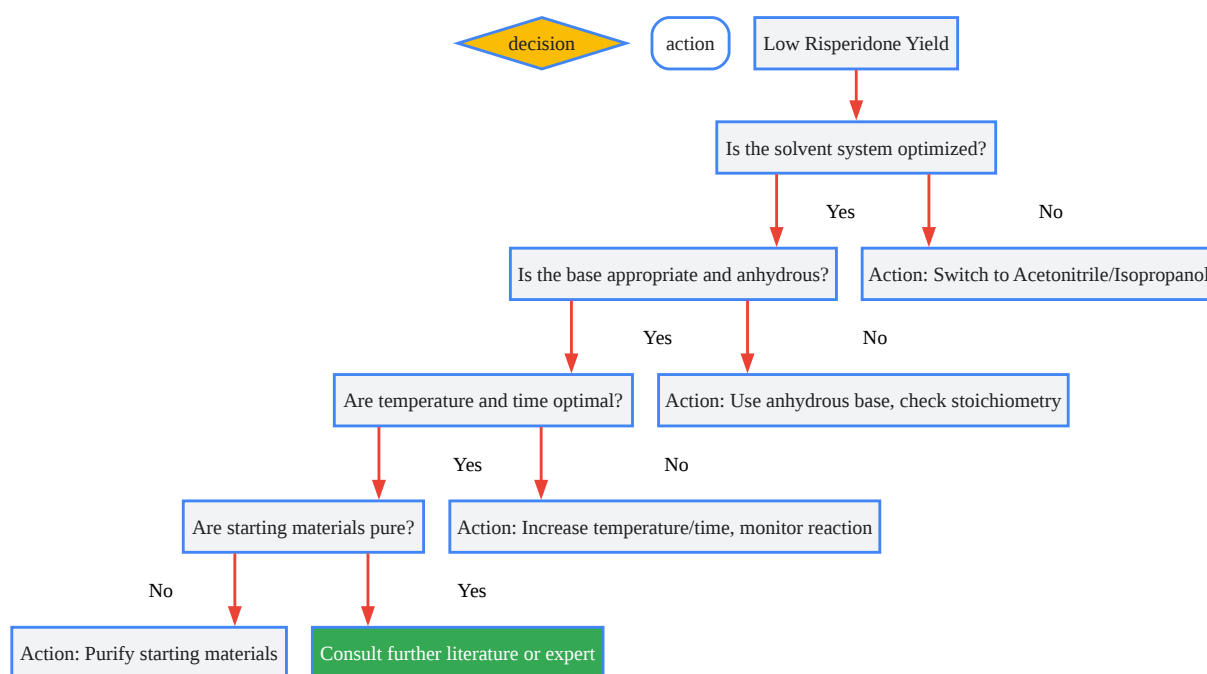 decision
action
Low Risperidone Yield
Is the solvent system optimized?
Yes
No
Is the base appropriate and anhydrous?
Action: Switch to Acetonitrile/Isopropanol
Yes
No
Are temperature and time optimal?
Action: Use anhydrous base, check stoichiometry
Yes
No
Are starting materials pure?
Action: Increase temperature/time, monitor reaction
No
Yes
Action: Purify starting materials
Consult further literature or expert